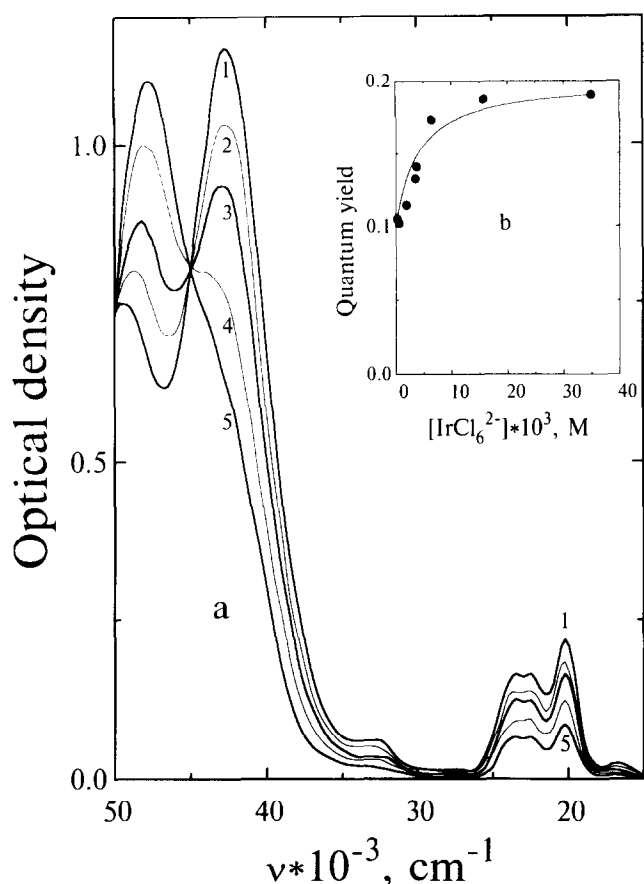 Optical density
1.0
0.5
0.0
50
40
30
20
ν*10⁻³, cm⁻¹
a
1
2
3
4
5
1
5
Quantum yield
0.2
0.1
0.0
b
0 10 20 30 40
[IrCl₆²⁻]*10³, M